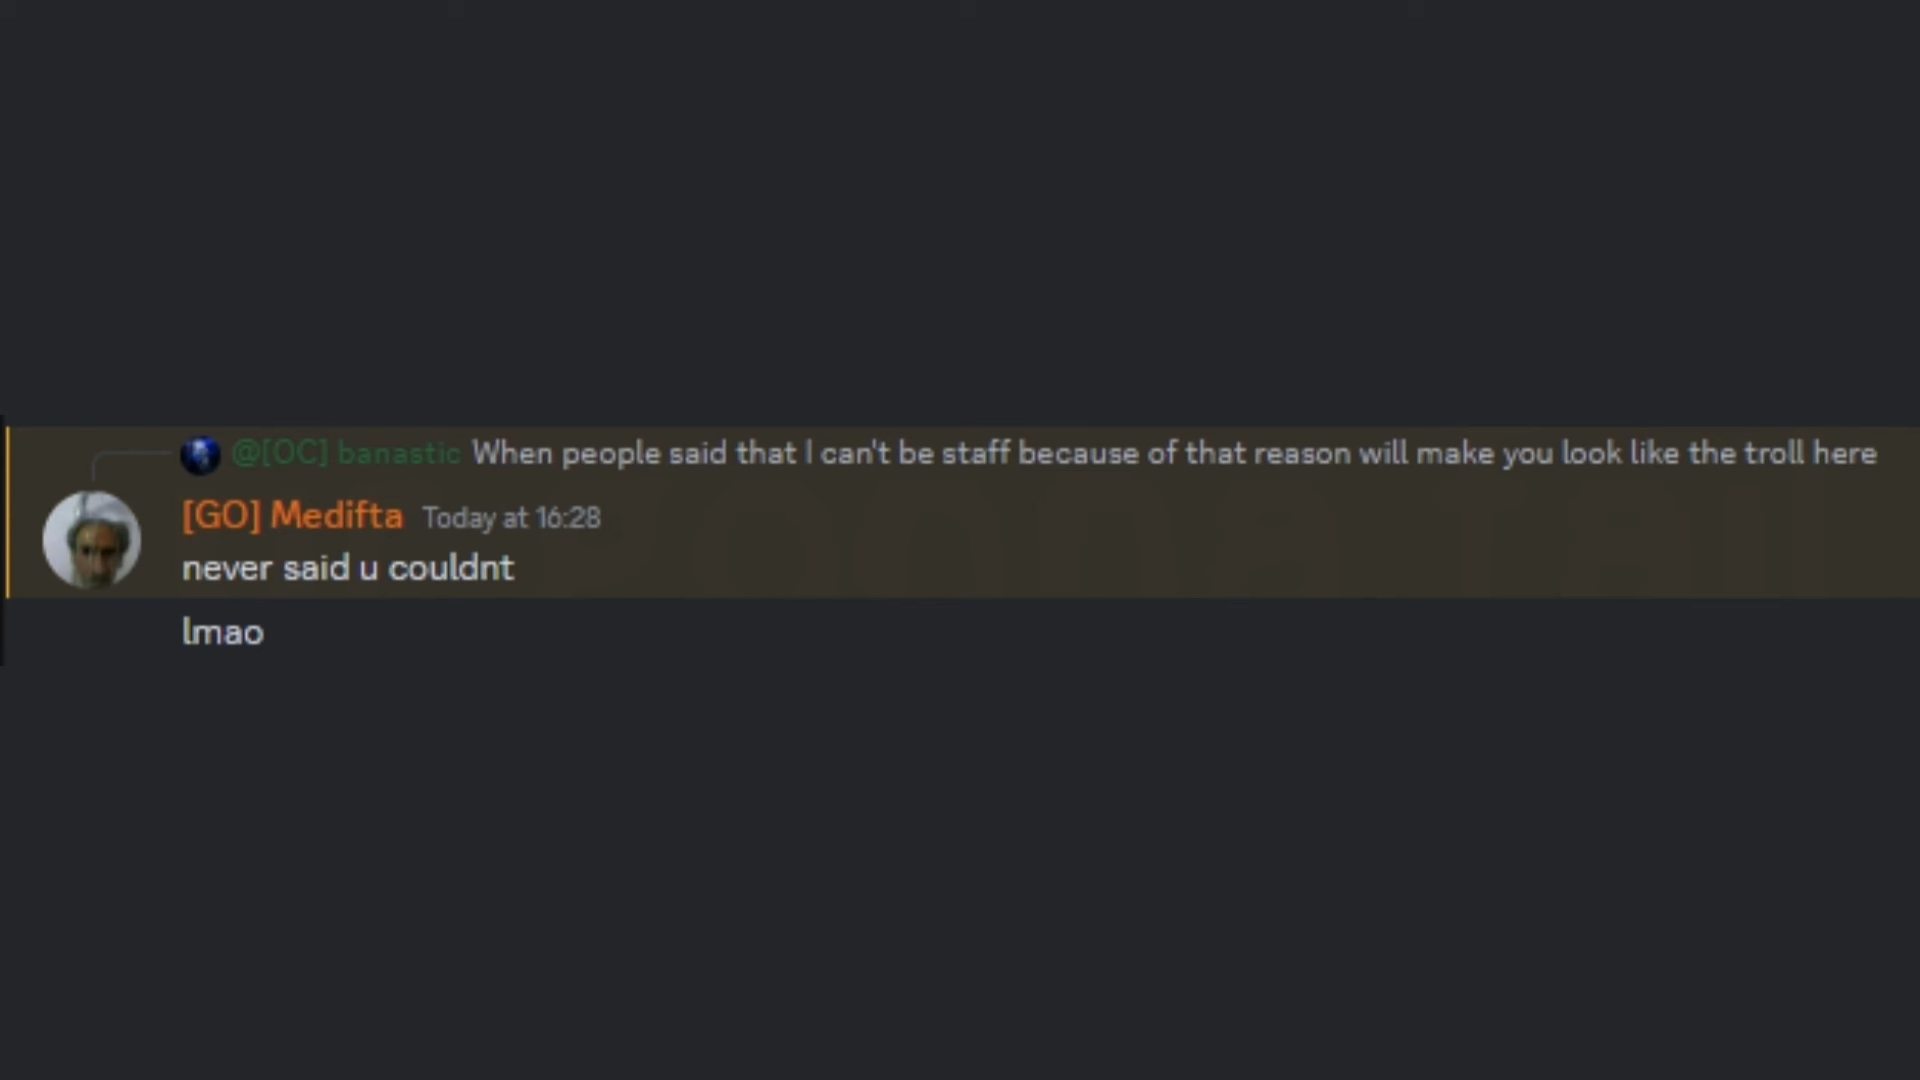 @[OC] banastic When people said that I can't be staff because of that reason will make you look like the troll here
[GO] Medifta Today at 16:28
never said u couldnt
lmao